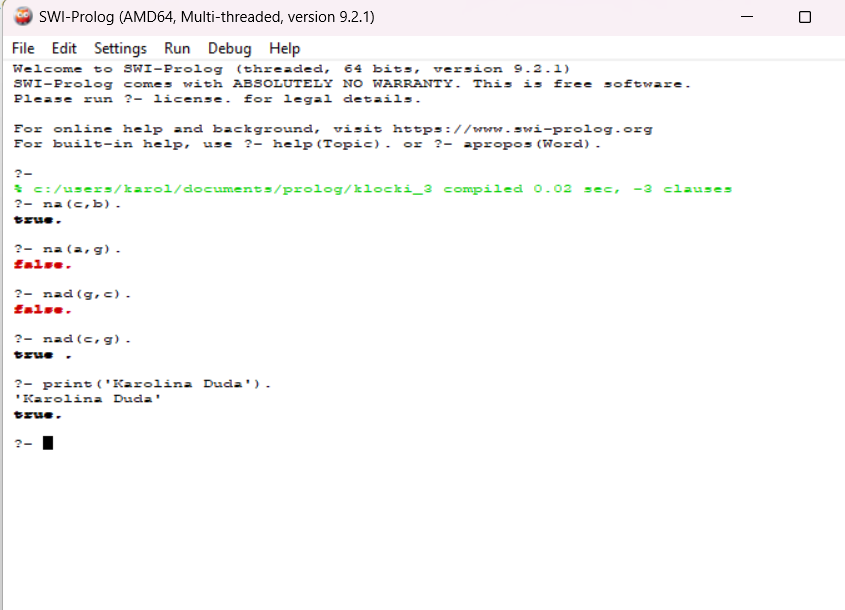 SWI-Prolog (AMD64, Multi-threaded, version 9.2.1)
File Edit Settings Run Debug Help
Welcome to SWI-Prolog (threaded, 64 bits, version 9.2.1)
SWI-Prolog comes with ABSOLUTELY NO WARRANTY. This is free software.
Please run ?- license. for legal details.
For online help and background, visit https://www.swi-prolog.org
For built-in help, use ?- help(Topic). or ?- apropos(Word).
?-
% c:/users/karol/documents/prolog/klocki_3 compiled 0.02 sec, -3 clauses
?- na(c,b).
true.
?- na(a,g).
false.
?- nad(g,c).
false.
?- nad(c,g).
true .
?- print('Karolina Duda').
'Karolina Duda'
true.
?-